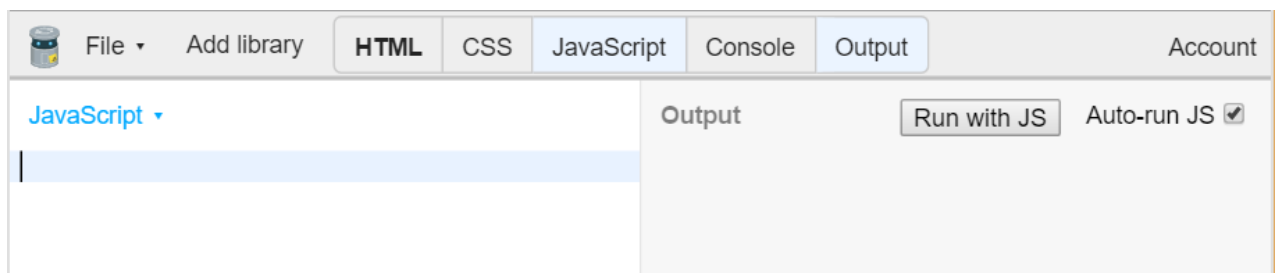 File ▾ Add library HTML CSS JavaScript Console Output Account
JavaScript ▾ Output Run with JS Auto-run JS